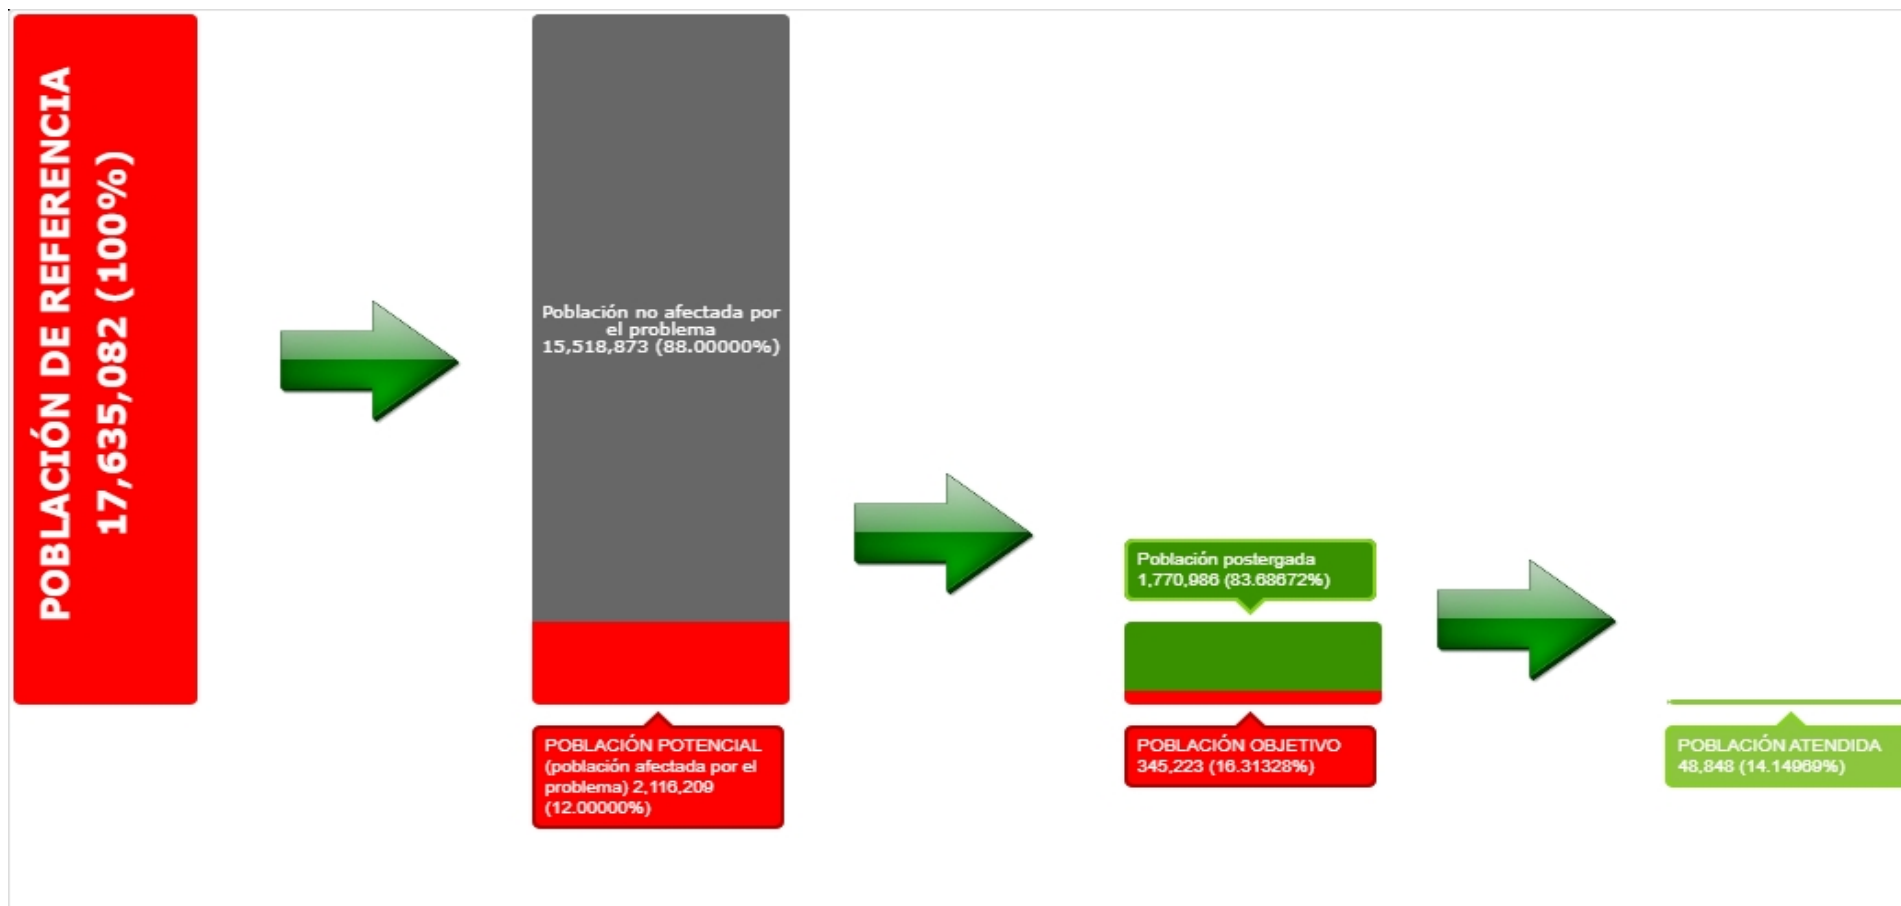 POBLACIÓN DE REFERENCIA
17,635,082 (100%)
Población no afectada por
el problema
15,518,873 (88.00000%)
POBLACIÓN POTENCIAL
(población afectada por el
problema) 2,116,209
(12.00000%)
Población postergada
1,770,986 (83.68672%)
POBLACIÓN OBJETIVO
345,223 (16.31328%)
POBLACIÓN ATENDIDA
48,848 (14.14969%)